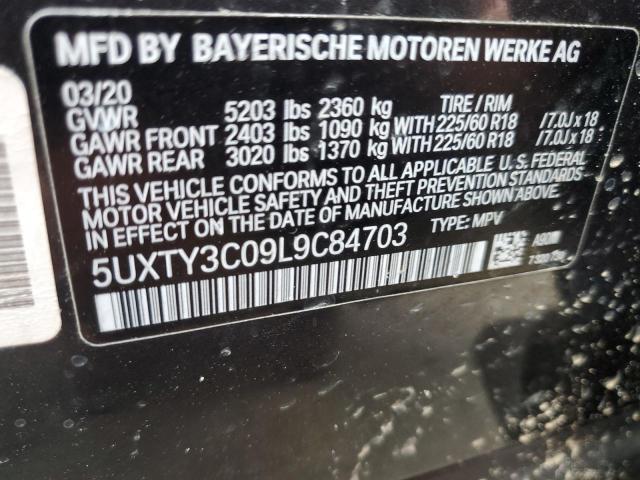 MFD BY BAYERISCHE MOTOREN WERKE AG
03/20 TIRE / RIM
GVWR 5203 lbs 2360 kg
GAWR FRONT 2403 lbs 1090 kg WITH 225/60 R18 /7.0J x 18
GAWR REAR 3020 lbs 1370 kg WITH 225/60 R18 /7.0J x 18
THIS VEHICLE CONFORMS TO ALL APPLICABLE U.S. FEDERAL
MOTOR VEHICLE SAFETY AND THEFT PREVENTION STANDARDS
IN EFFECT ON THE DATE OF MANUFACTURE SHOWN ABOVE.
5UXTY3C09L9C84703 TYPE: MPV